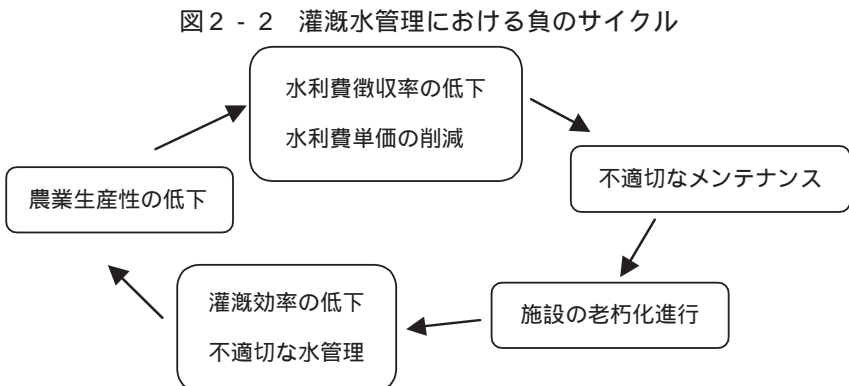 図２-２ 灌漑水管理における負のサイクル
水利費徴収率の低下
水利費単価の削減
不適切なメンテナンス
農業生産性の低下
灌漑効率の低下
不適切な水管理
施設の老朽化進行